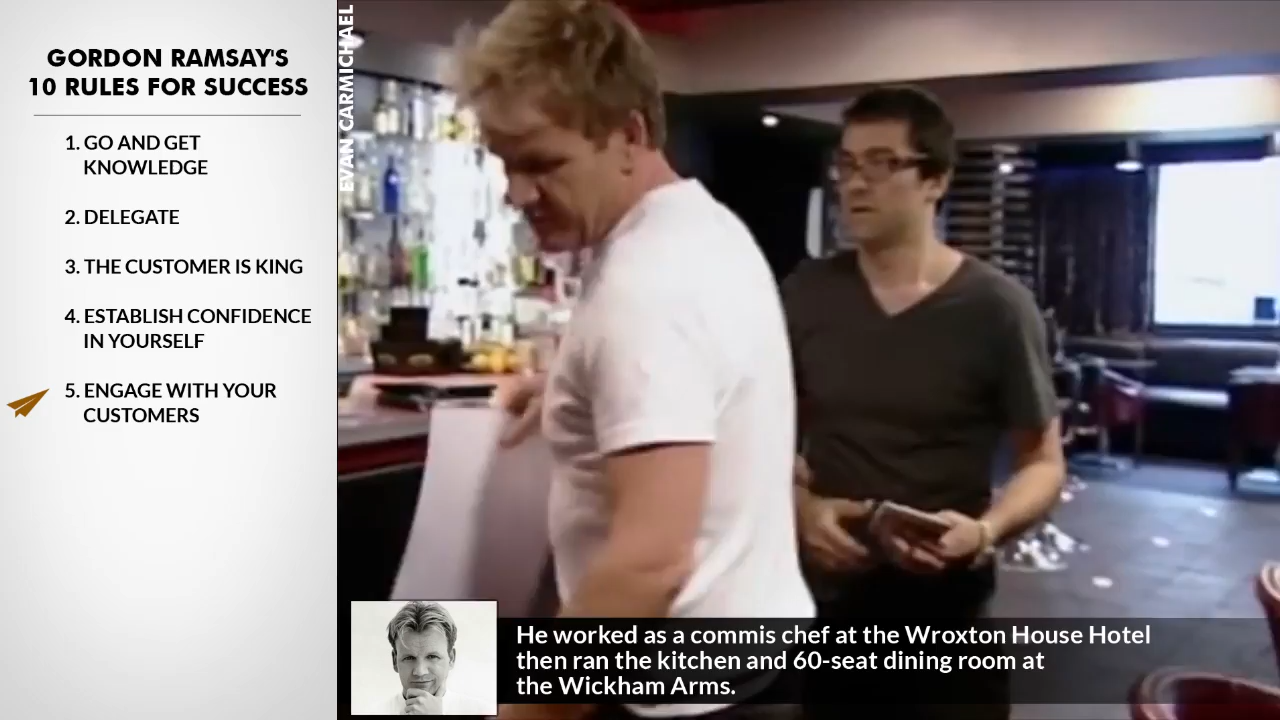 GORDON RAMSAY'S
10 RULES FOR SUCCESS
1. GO AND GET
KNOWLEDGE
2. DELEGATE
3. THE CUSTOMER IS KING
4. ESTABLISH CONFIDENCE
IN YOURSELF
5. ENGAGE WITH YOUR
CUSTOMERS
EVAN CARMICHAEL
He worked as a commis chef at the Wroxton House Hotel
then ran the kitchen and 60-seat dining room at
the Wickham Arms.